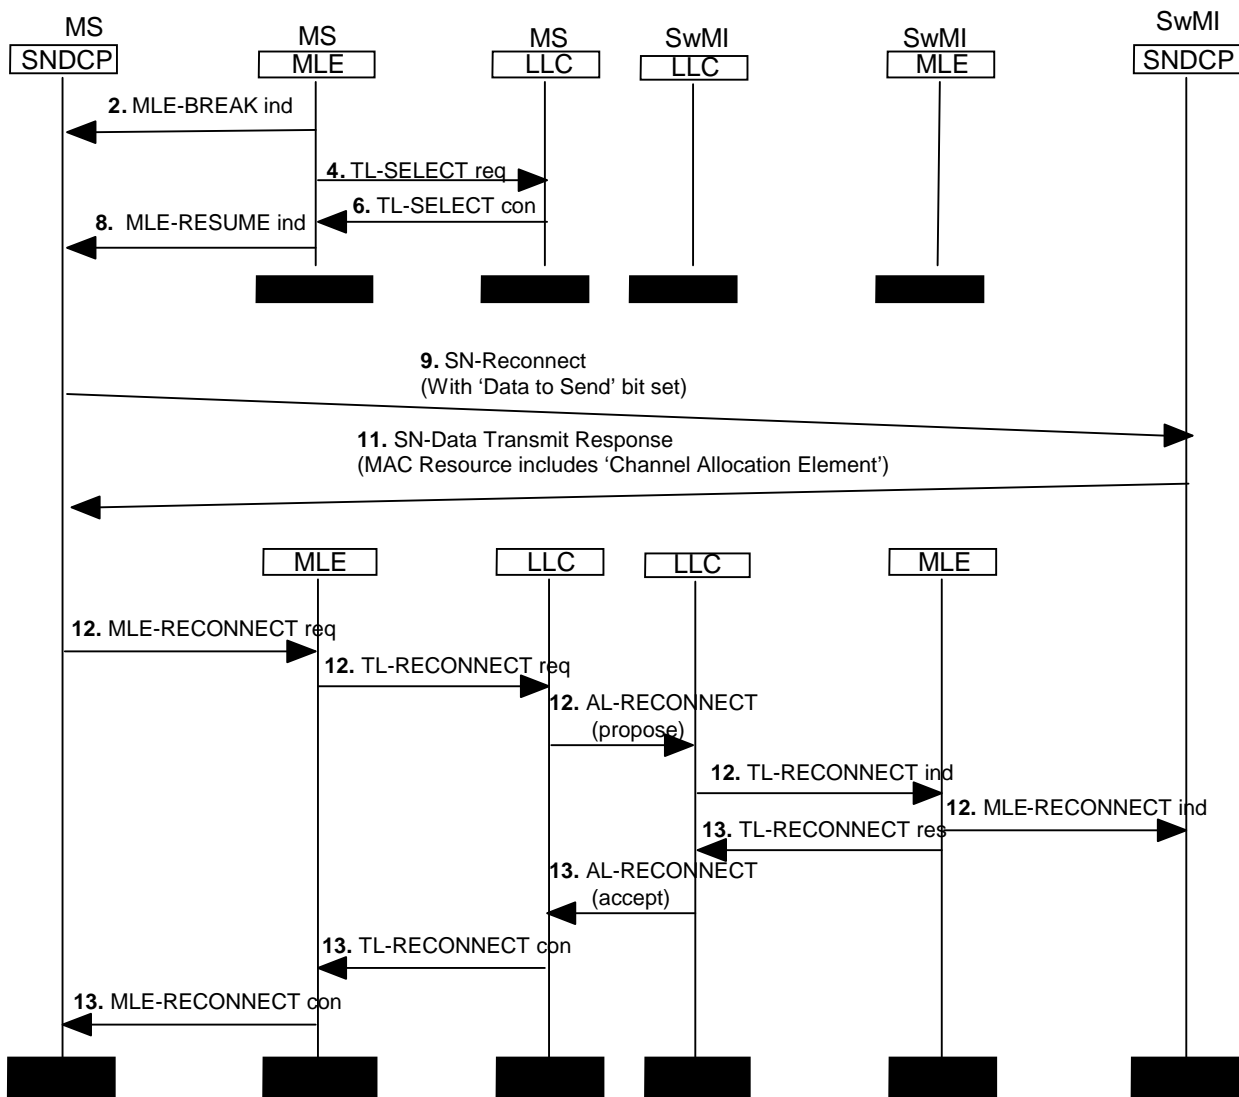 MS
MS
MS
SwMI
SwMI
SwMI
SNDCP
MLE
LLC
LLC
MLE
SNDCP
2. MLE-BREAK ind
4. TL-SELECT req
6. TL-SELECT con
8. MLE-RESUME ind
9. SN-Reconnect
(With ‘Data to Send’ bit set)
11. SN-Data Transmit Response
(MAC Resource includes ‘Channel Allocation Element’)
MLE
LLC
LLC
MLE
12. MLE-RECONNECT req
12. TL-RECONNECT req
12. AL-RECONNECT
(propose)
12. TL-RECONNECT ind
12. MLE-RECONNECT ind
13. TL-RECONNECT res
13. AL-RECONNECT
(accept)
13. TL-RECONNECT con
13. MLE-RECONNECT con